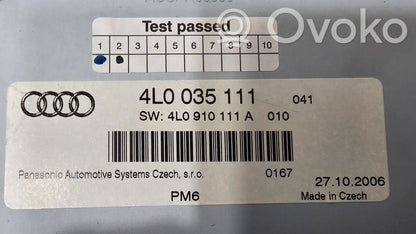 Ovoko
Test passed
1 2 3 4 5 6 7 8 9 10
4L0 035 111 041
SW: 4L0 910 111 A 010
Panasonic Automotive Systems Czech, s.r.o. 0167 27.10.2006
PM6 Made in Czech